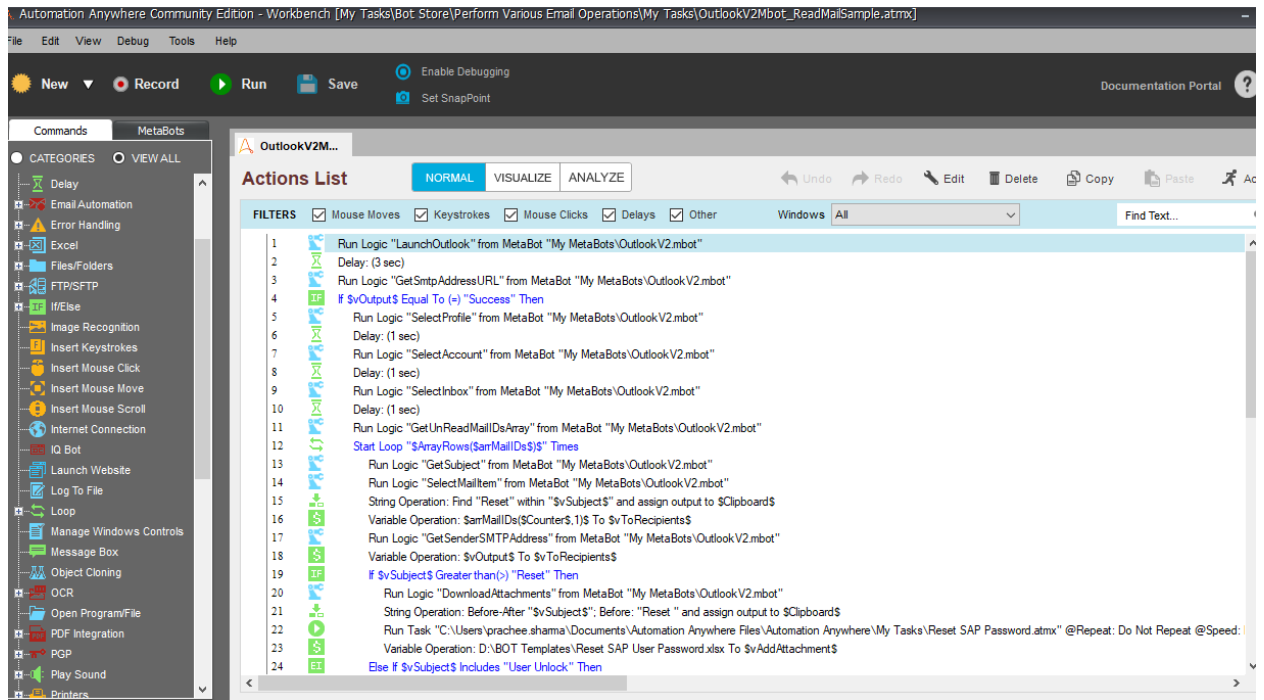 Automation Anywhere Community Edition - Workbench [My Tasks\Bot Store\Perform Various Email Operations\My Tasks\OutlookV2Mbot_ReadMailSample.atmx]
File Edit View Debug Tools Help
New Record Run Save Enable Debugging
Set SnapPoint
Documentation Portal ?
Commands MetaBots
CATEGORIES VIEW ALL
Delay
Email Automation
Error Handling
Excel
Files/Folders
FTP/SFTP
If/Else
Image Recognition
Insert Keystrokes
Insert Mouse Click
Insert Mouse Move
Insert Mouse Scroll
Internet Connection
IQ Bot
Launch Website
Log To File
Loop
Manage Windows Controls
Message Box
Object Cloning
OCR
Open Program/File
PDF Integration
PGP
Play Sound
Printers
OutlookV2M...
Actions List NORMAL VISUALIZE ANALYZE Undo Redo Edit Delete Copy Paste Ac
FILTERS Mouse Moves Keystrokes Mouse Clicks Delays Other Windows All Find Text...
1 Run Logic "LaunchOutlook" from MetaBot "My MetaBots\OutlookV2.mbot"
2 Delay: (3 sec)
3 Run Logic "GetSmtpAddressURL" from MetaBot "My MetaBots\OutlookV2.mbot"
4 IF If $vOutput$ Equal To (=) "Success" Then
5 Run Logic "SelectProfile" from MetaBot "My MetaBots\OutlookV2.mbot"
6 Delay: (1 sec)
7 Run Logic "SelectAccount" from MetaBot "My MetaBots\OutlookV2.mbot"
8 Delay: (1 sec)
9 Run Logic "SelectInbox" from MetaBot "My MetaBots\OutlookV2.mbot"
10 Delay: (1 sec)
11 Run Logic "GetUnReadMailIDsArray" from MetaBot "My MetaBots\OutlookV2.mbot"
12 Start Loop "$ArrayRows($arrMailIDs$)$" Times
13 Run Logic "GetSubject" from MetaBot "My MetaBots\OutlookV2.mbot"
14 Run Logic "SelectMailItem" from MetaBot "My MetaBots\OutlookV2.mbot"
15 String Operation: Find "Reset" within "$vSubject$" and assign output to $Clipboard$
16 $ Variable Operation: $arrMailIDs($Counter$,1)$ To $vToRecipients$
17 Run Logic "GetSenderSMTPAddress" from MetaBot "My MetaBots\OutlookV2.mbot"
18 $ Variable Operation: $vOutput$ To $vToRecipients$
19 IF If $vSubject$ Greater than(>) "Reset" Then
20 Run Logic "DownloadAttachments" from MetaBot "My MetaBots\OutlookV2.mbot"
21 String Operation: Before-After "$vSubject$"; Before: "Reset " and assign output to $Clipboard$
22 Run Task "C:\Users\prachee.sharma\Documents\Automation Anywhere Files\Automation Anywhere\My Tasks\Reset SAP Password.atmx" @Repeat: Do Not Repeat @Speed:
23 $ Variable Operation: D:\BOT Templates\Reset SAP User Password.xlsx To $vAddAttachment$
24 EI Else If $vSubject$ Includes "User Unlock" Then